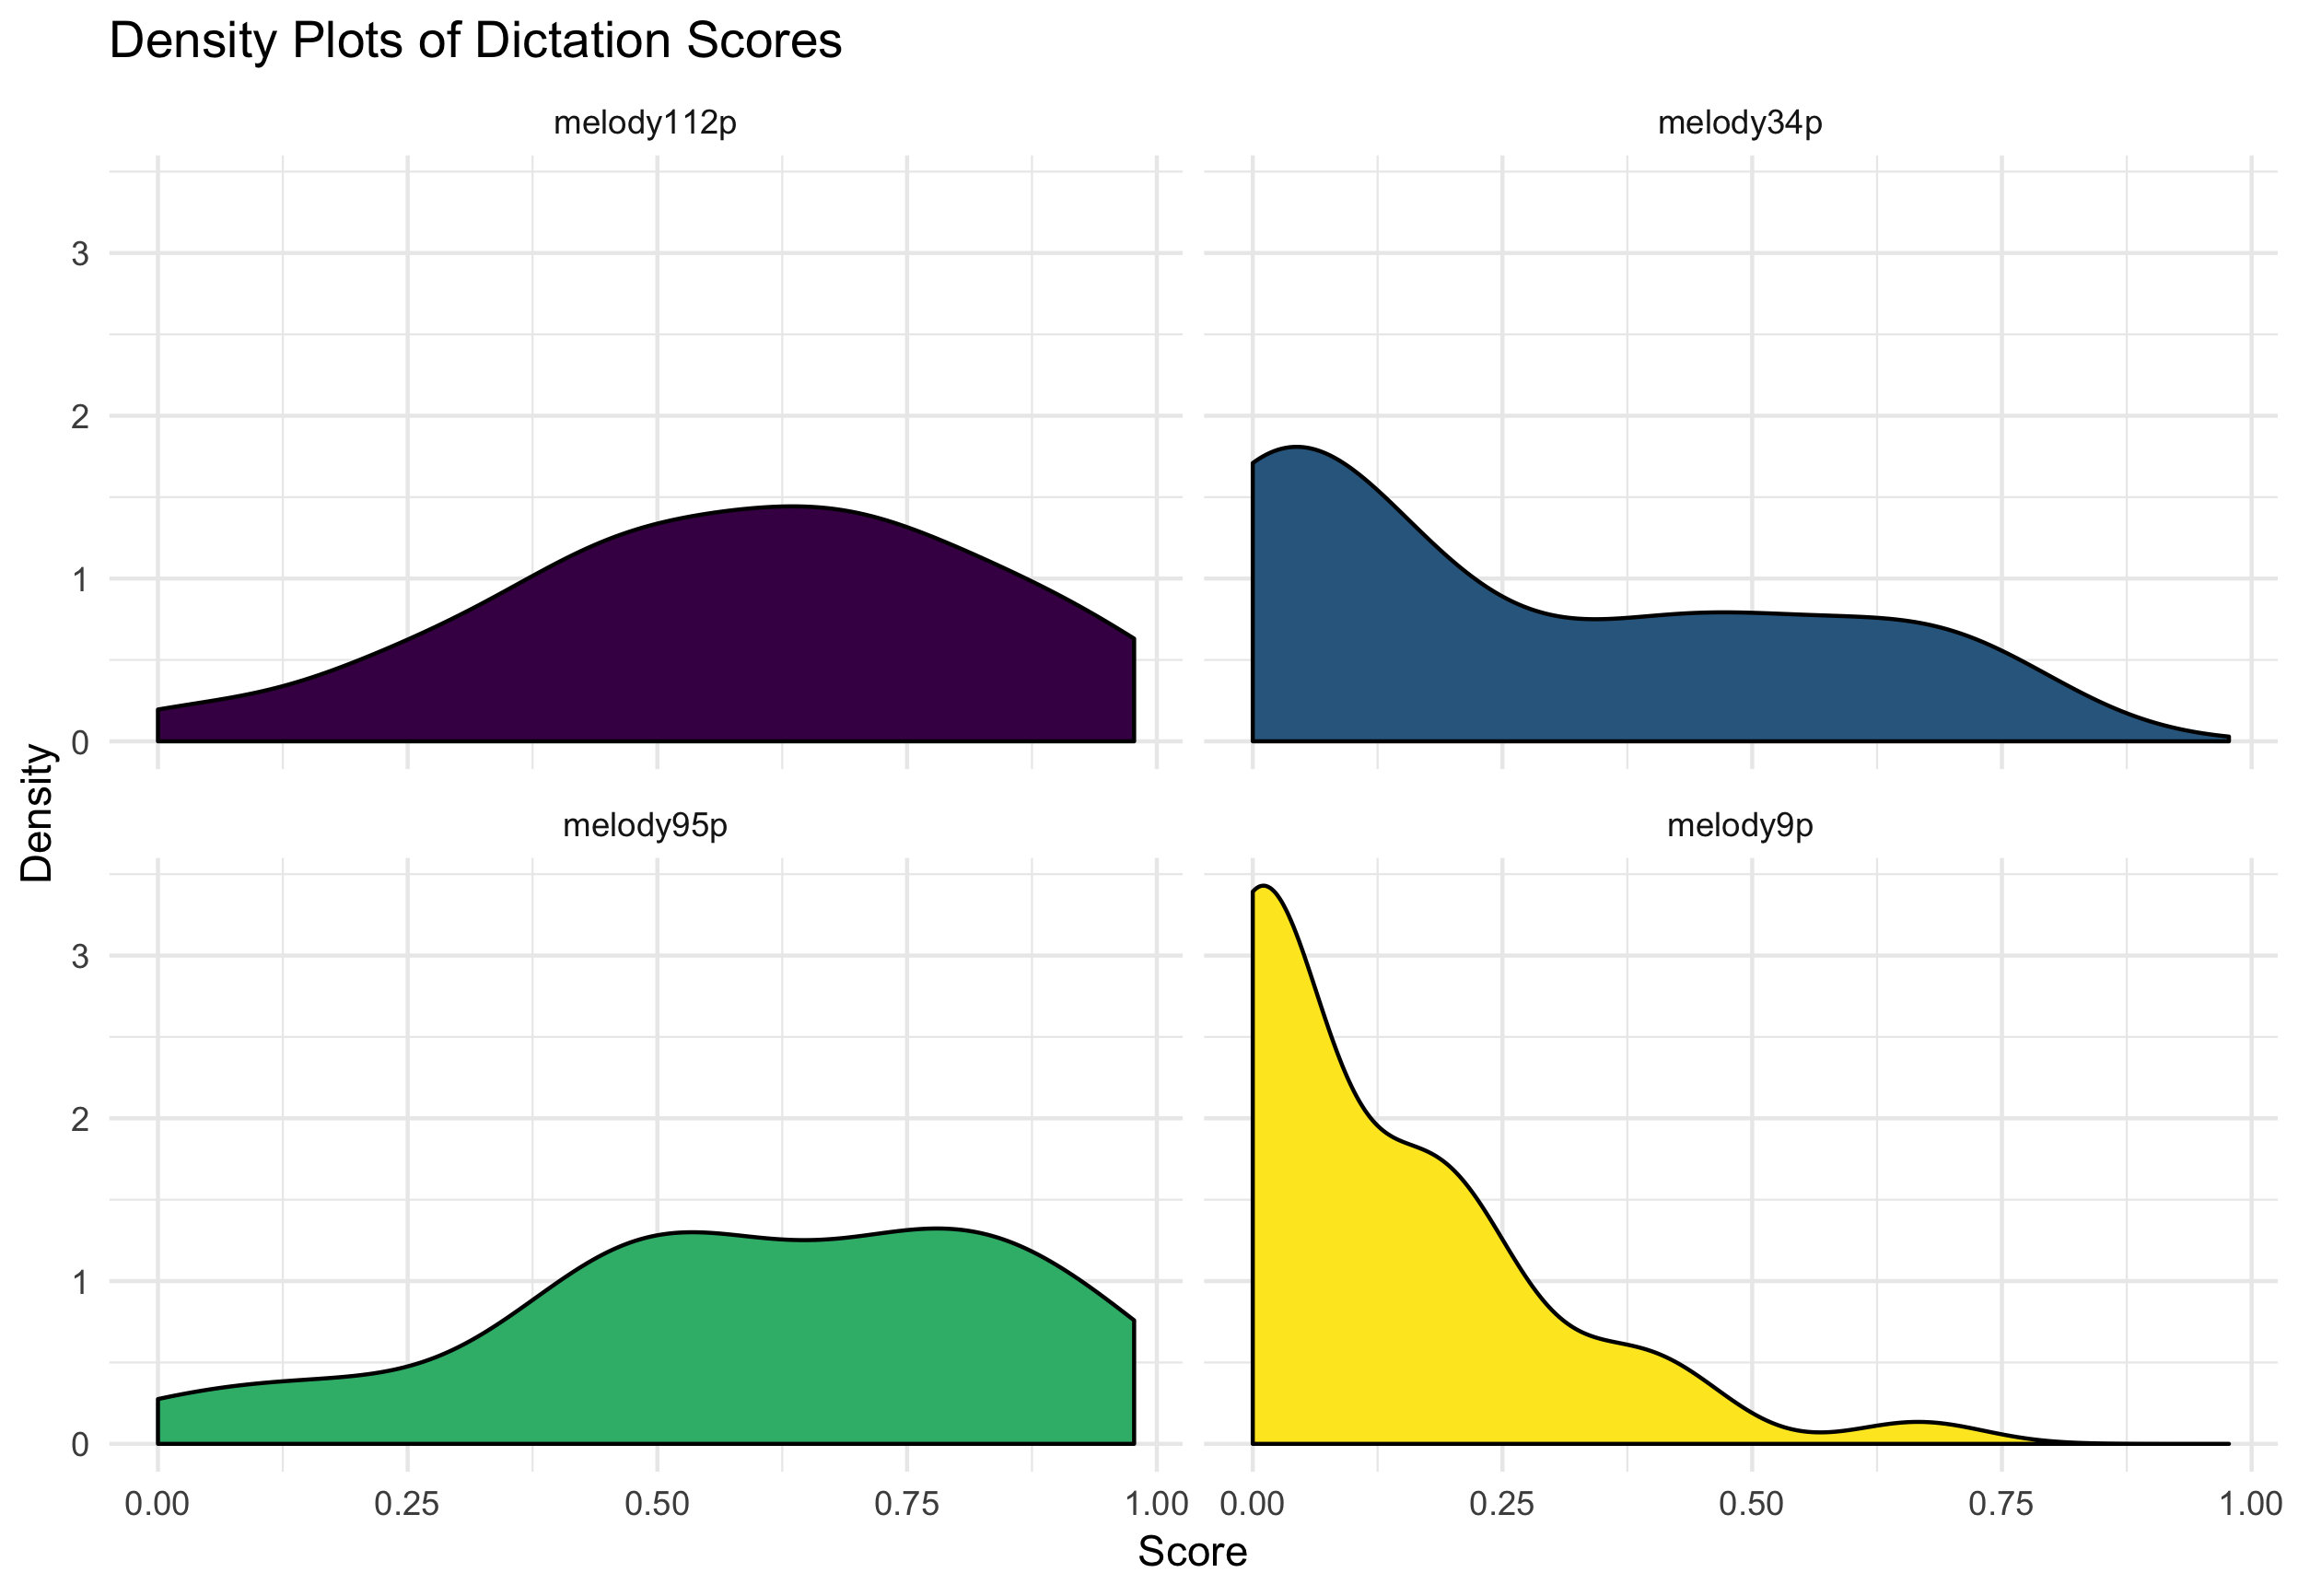 Density Plots of Dictation Scores
melody112p
melody34p
3
2
1
0
Density
melody95p
melody9p
3
2
1
0
0.00 0.25 0.50 0.75 1.00 0.00 0.25 0.50 0.75 1.00
Score